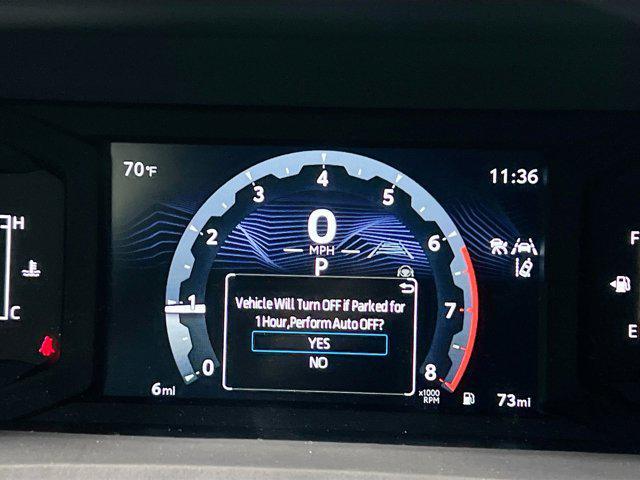 70°F
11:36
4
3
5
2
6
0
MPH
P
H
F
Vehicle Will Turn OFF if Parked for
1 Hour,Perform Auto OFF?
YES
NO
1
7
C
E
0
8
x1000
RPM
6mi
73mi